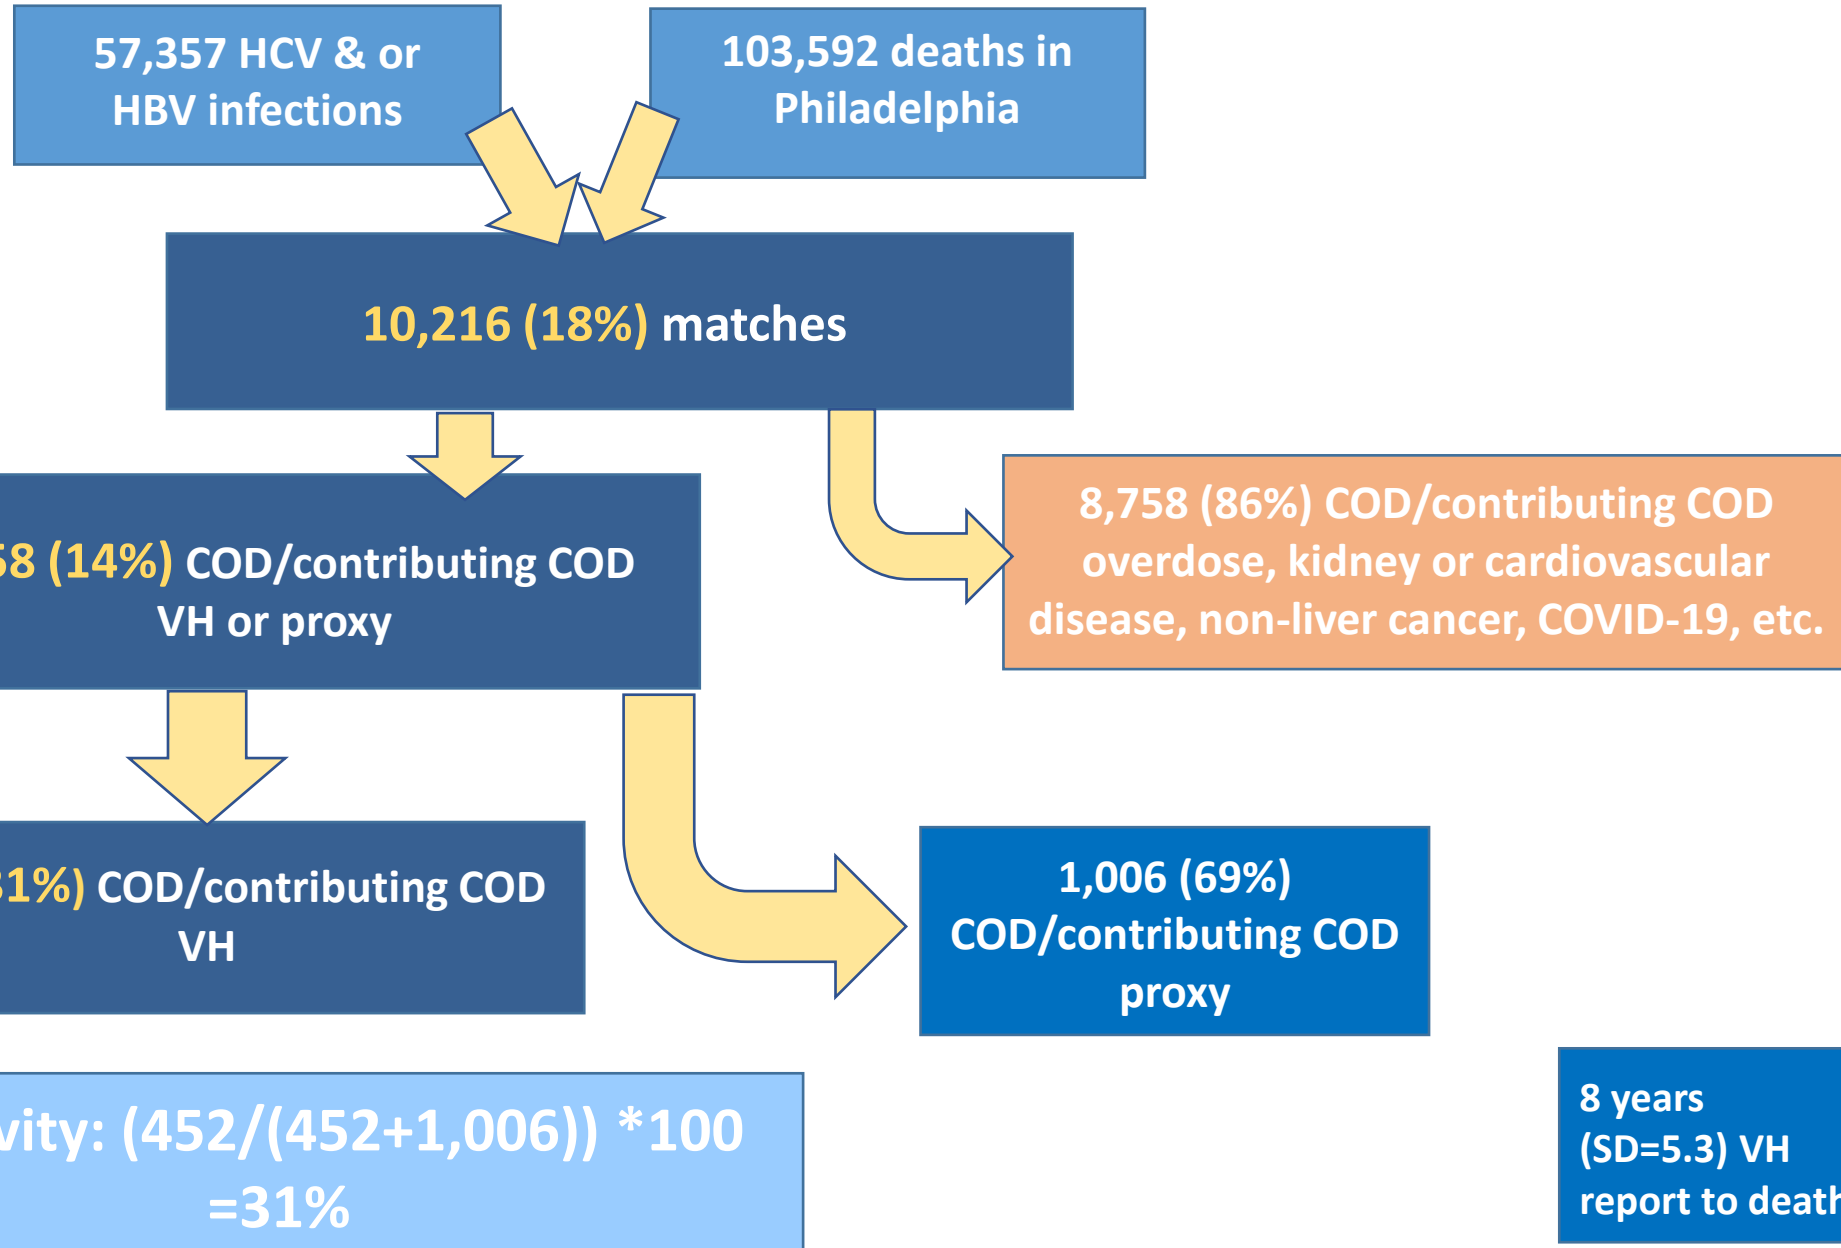 57,357 HCV & or
HBV infections
103,592 deaths in
Philadelphia
10,216 (18%) matches
58 (14%) COD/contributing COD
VH or proxy
8,758 (86%) COD/contributing COD
overdose, kidney or cardiovascular
disease, non-liver cancer, COVID-19, etc.
31%) COD/contributing COD
VH
1,006 (69%)
COD/contributing COD
proxy
vity: (452/(452+1,006)) *100
=31%
8 years
(SD=5.3) VH
report to death